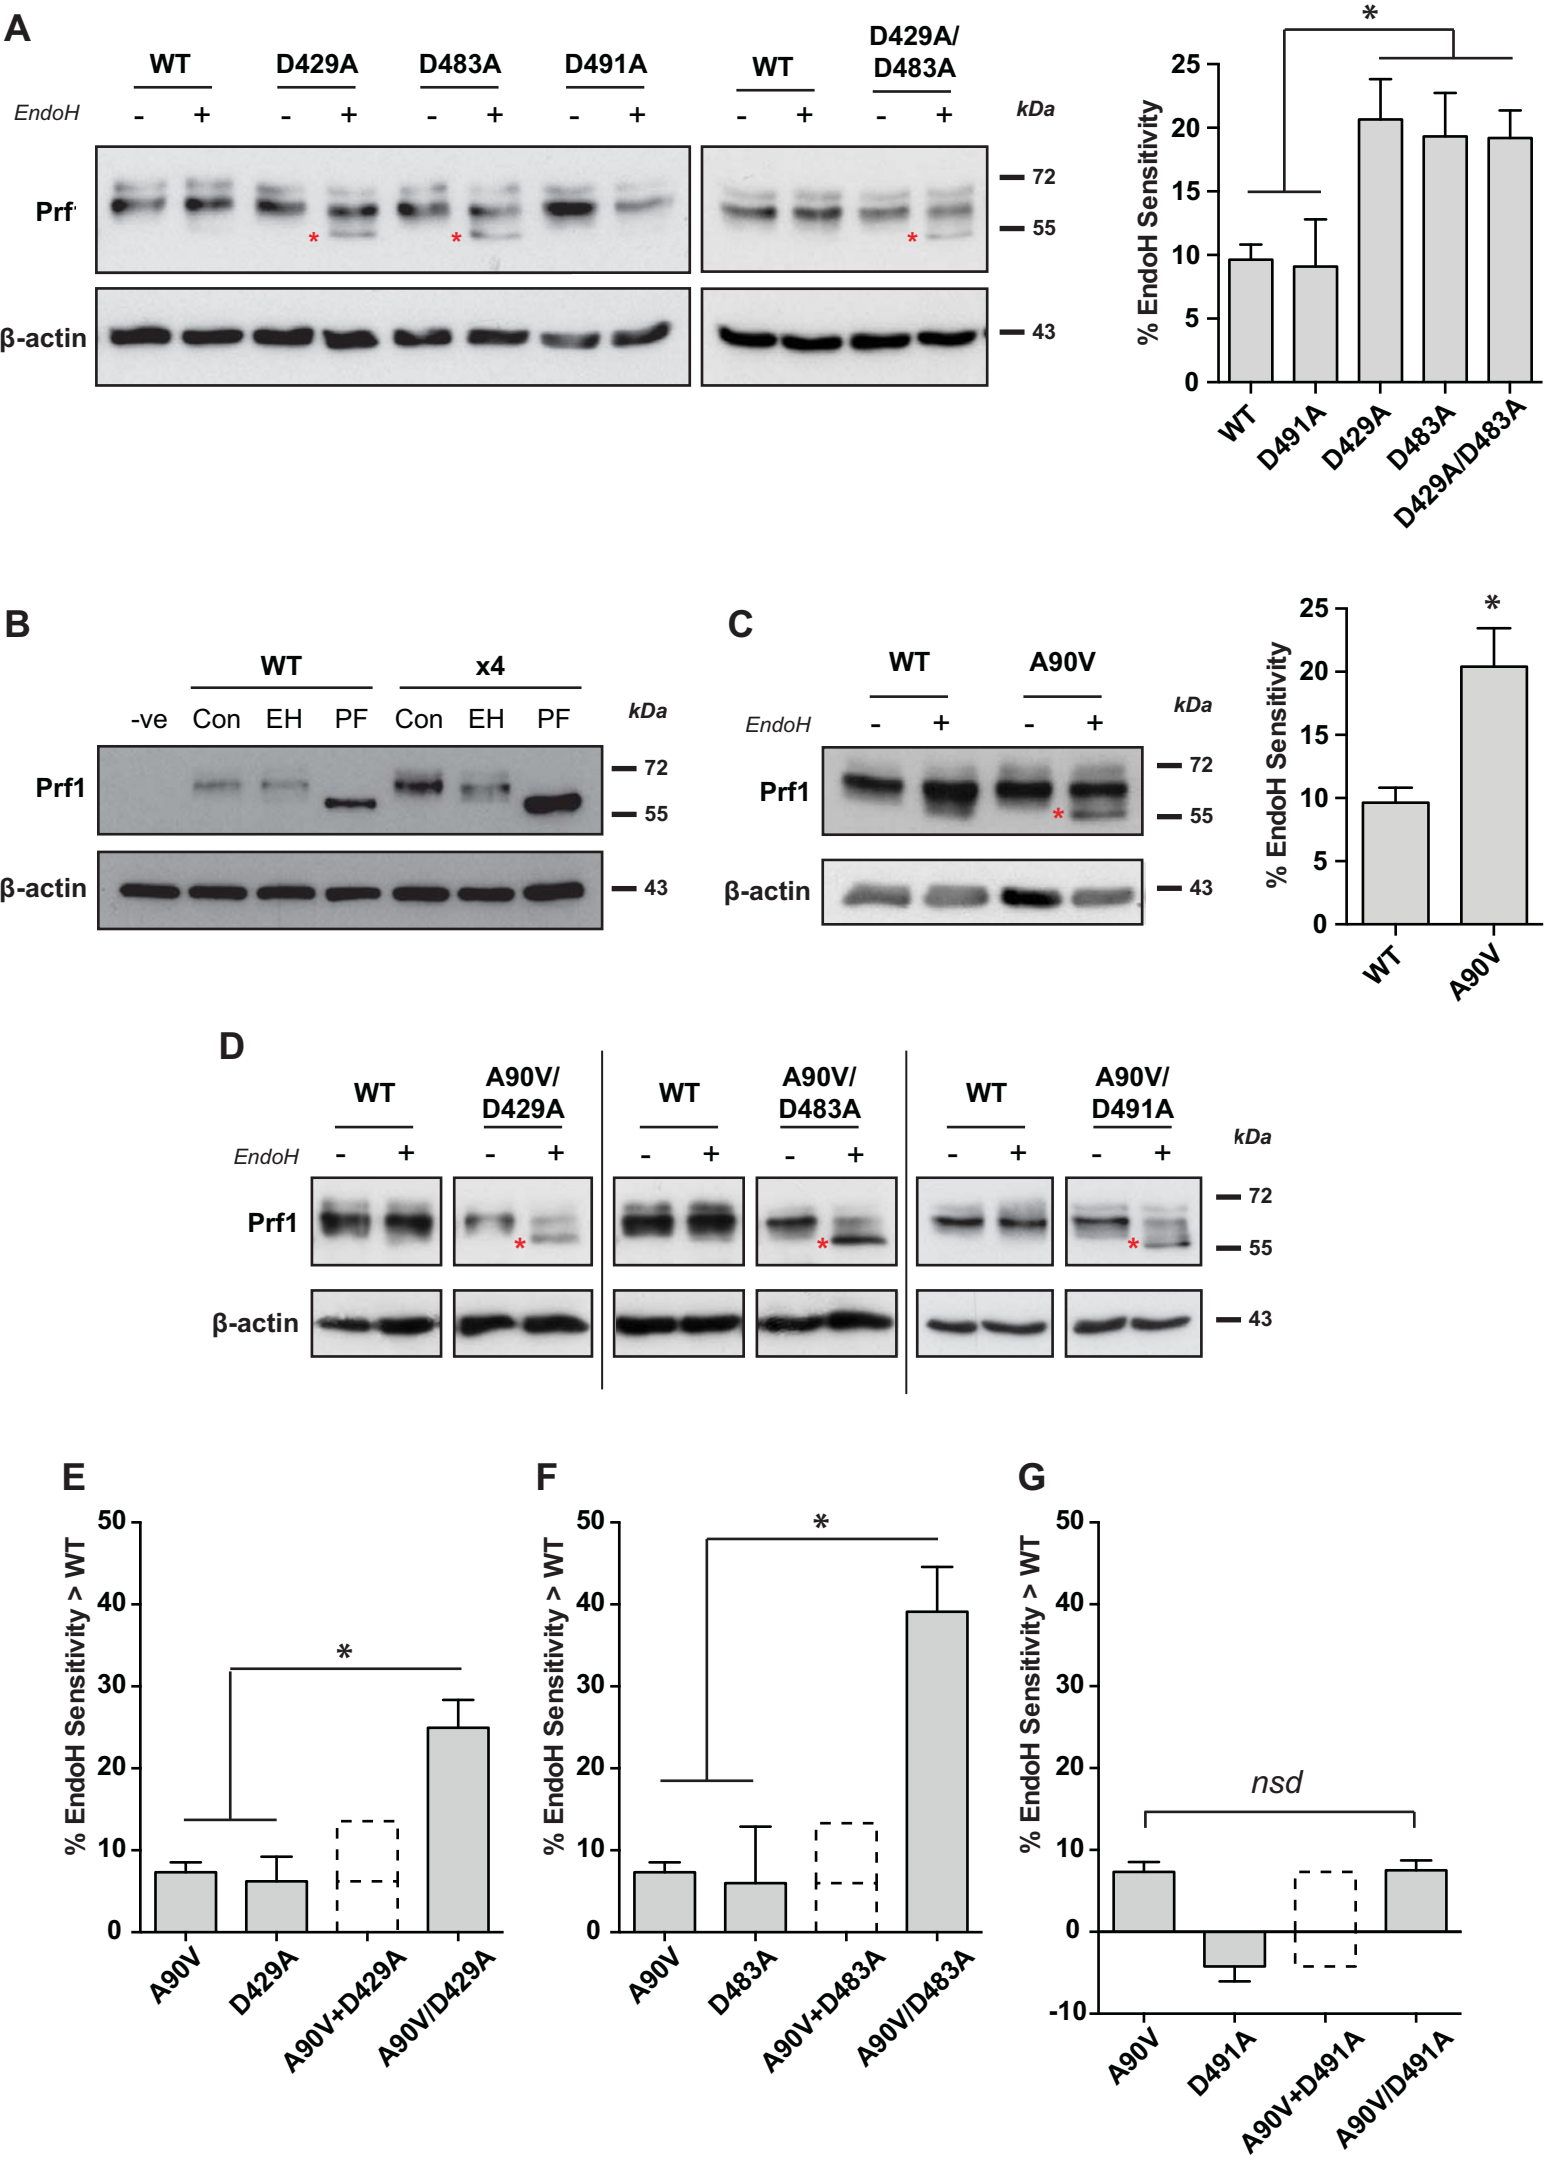 A
WT D429A D483A D491A WT D429A/
D483A
EndoH - + - + - + - + - + - + kDa
Prf
* * *
72
55
β-actin
43
*
% EndoH Sensitivity
25
20
15
10
5
0
WT D491A D429A D483A D429A/D483A
B
WT x4
-ve Con EH PF Con EH PF kDa
Prf1
72
55
β-actin
43
C
WT A90V
EndoH - + - + kDa
Prf1
*
72
55
β-actin
43
*
% EndoH Sensitivity
25
20
15
10
5
0
WT A90V
D
WT A90V/
D429A
WT A90V/
D483A
WT A90V/
D491A
EndoH - + - + - + - + - + - + kDa
Prf1
* * *
72
55
β-actin
43
E
% EndoH Sensitivity > WT
50
40
30
20
10
0
*
A90V D429A A90V+D429A A90V/D429A
F
% EndoH Sensitivity > WT
50
40
30
20
10
0
*
A90V D483A A90V+D483A A90V/D483A
G
% EndoH Sensitivity > WT
50
40
30
20
10
0
-10
nsd
A90V D491A A90V+D491A A90V/D491A